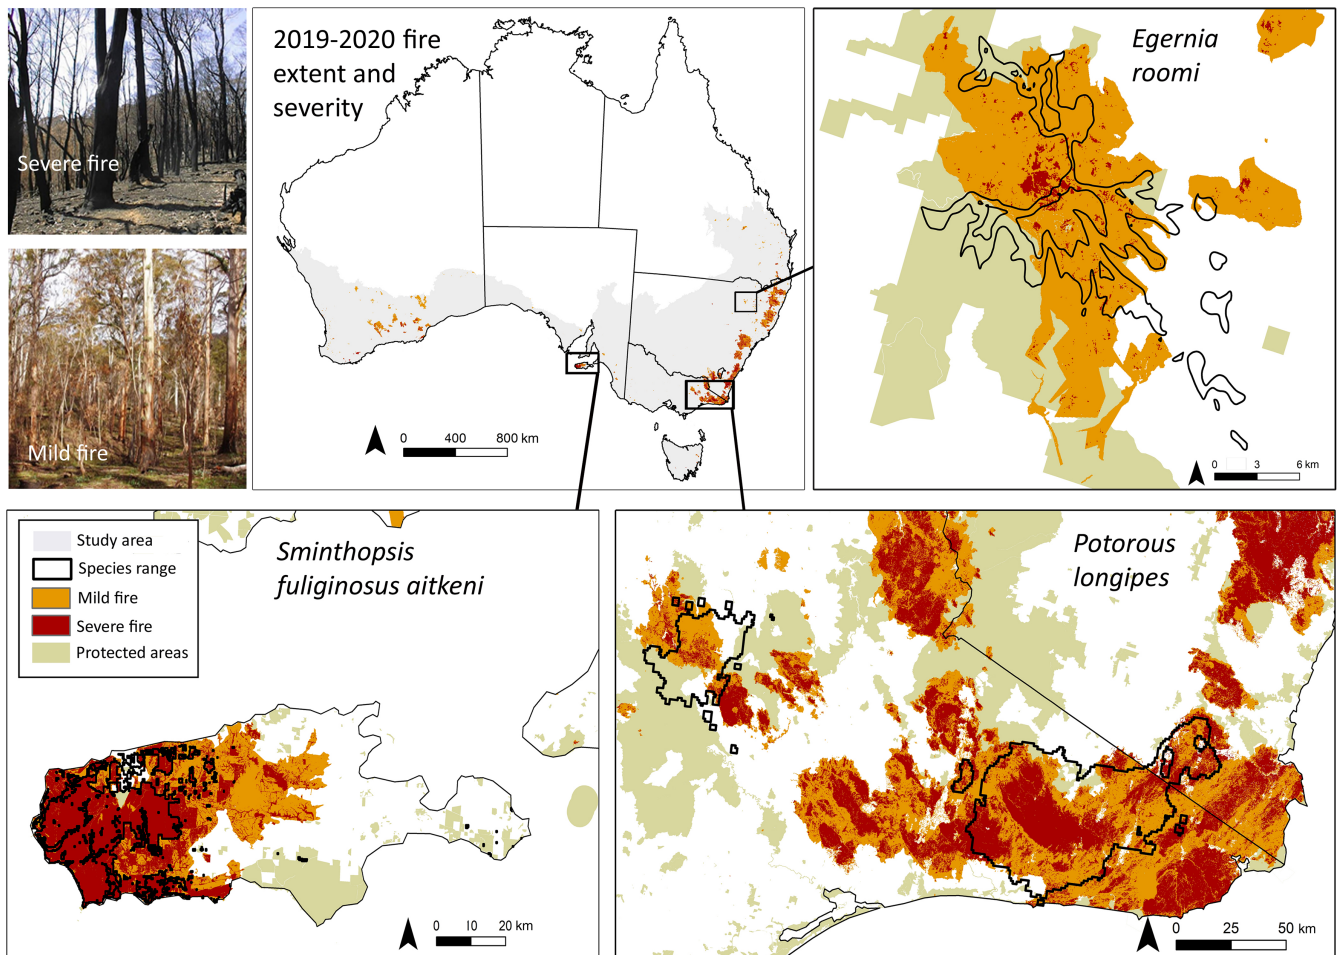 Severe fire
Mild fire
2019-2020 fire
extent and
severity
0 400 800 km
Egernia
roomi
0 3 6 km
Study area
Species range
Mild fire
Severe fire
Protected areas
Sminthopsis
fuliginosus aitkeni
0 10 20 km
Potorous
longipes
0 25 50 km